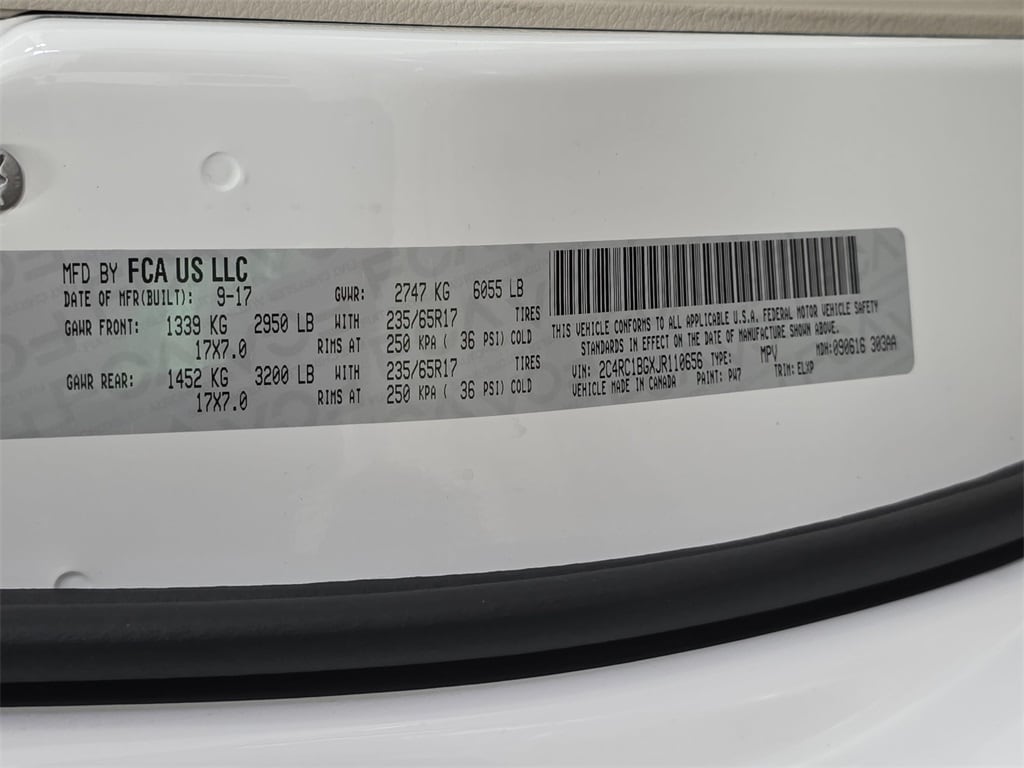 MFD BY FCA US LLC
DATE OF MFR(BUILT): 9-17 GVWR: 2747 KG 6055 LB
GAWR FRONT: 1339 KG 2950 LB WITH 235/65R17 TIRES
17X7.0 RIMS AT 250 KPA ( 36 PSI) COLD
GAWR REAR: 1452 KG 3200 LB WITH 235/65R17 TIRES
17X7.0 RIMS AT 250 KPA ( 36 PSI) COLD
THIS VEHICLE CONFORMS TO ALL APPLICABLE U.S.A. FEDERAL MOTOR VEHICLE SAFETY
STANDARDS IN EFFECT ON THE DATE OF MANUFACTURE SHOWN ABOVE.
VIN: 2C4RC1BGXJR110656 TYPE: MPV MDH:090616 303AA
VEHICLE MADE IN CANADA PAINT: PW7 TRIM: ELXP